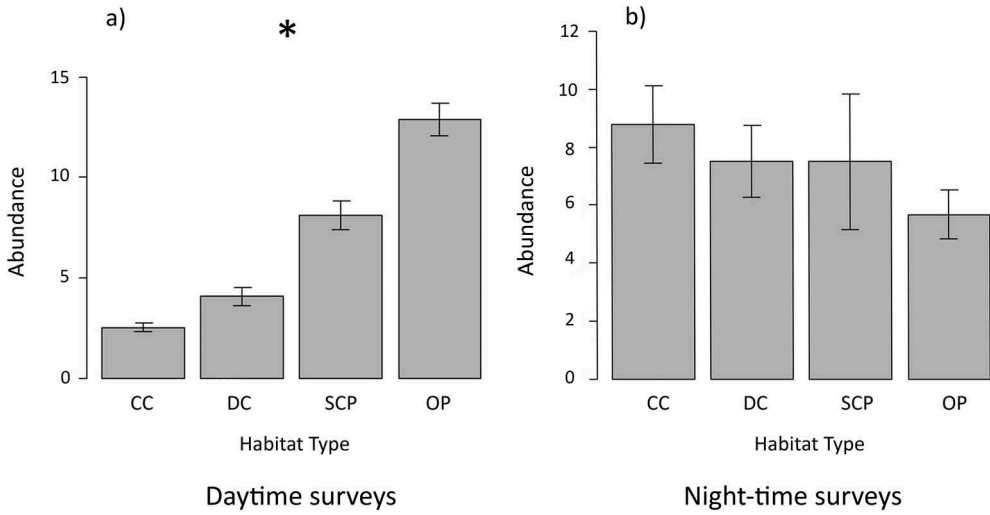 a)
*
15
10
5
0
Abundance
CC DC SCP OP
Habitat Type
Daytime surveys
b)
12
10
8
6
4
2
0
Abundance
CC DC SCP OP
Habitat Type
Night-time surveys